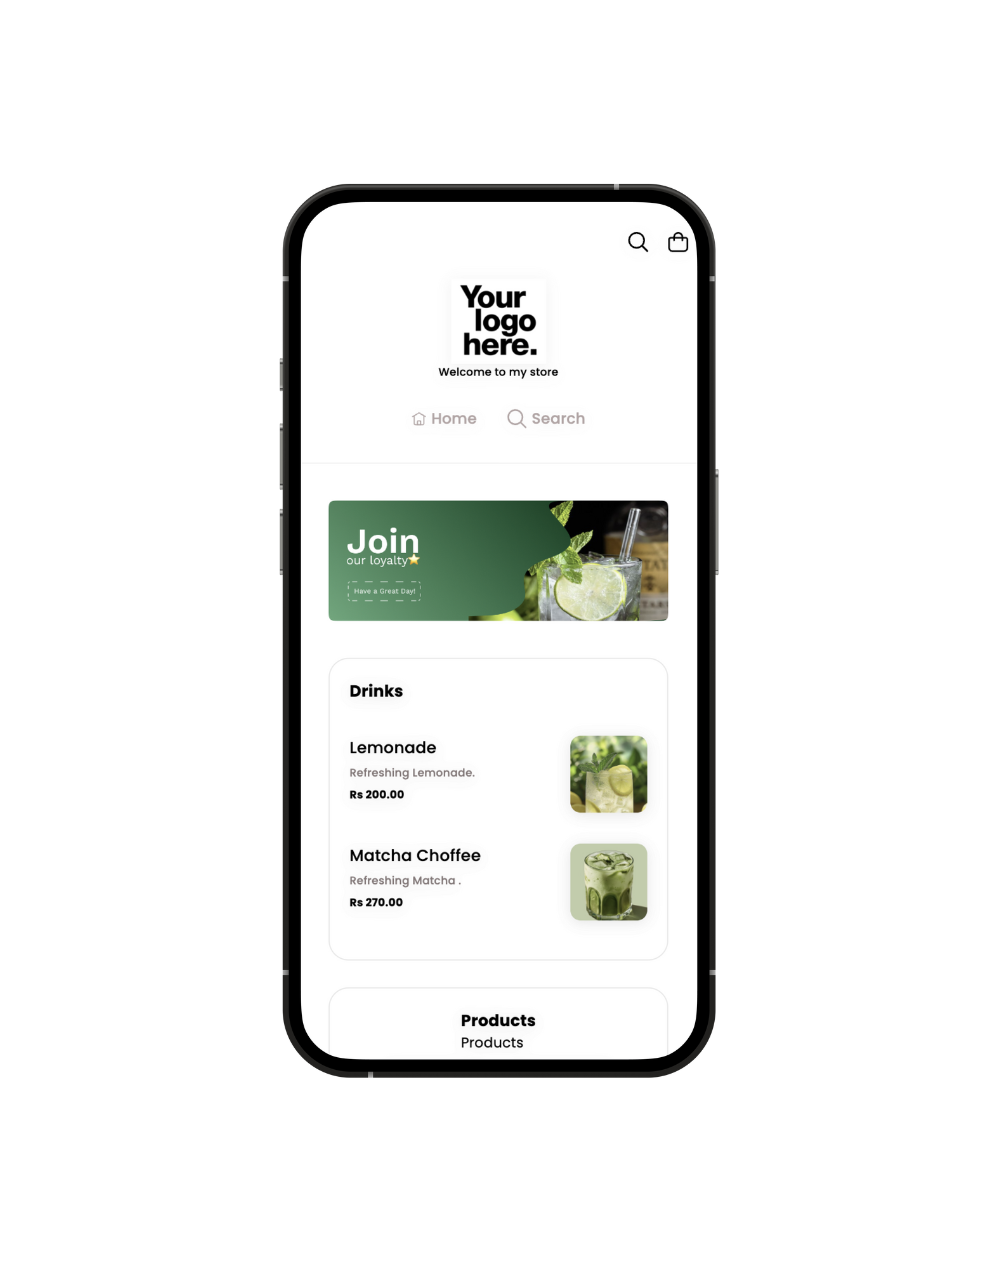 Your
logo
here.
Welcome to my store
Home Search
Join
our loyalty⭐
Have a Great Day!
Drinks
Lemonade
Refreshing Lemonade.
Rs 200.00
Matcha Choffee
Refreshing Matcha .
Rs 270.00
Products
Products